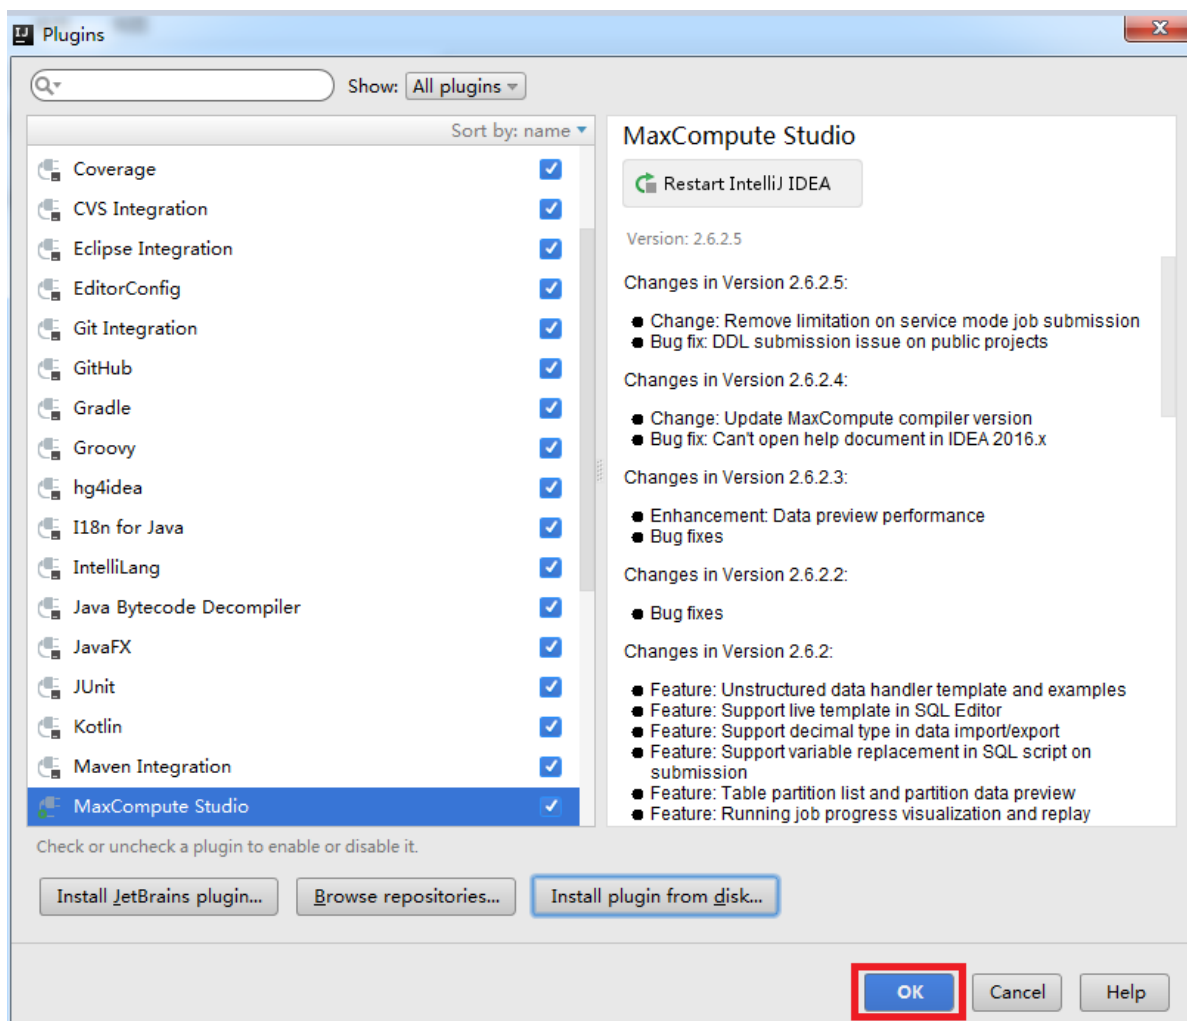 Plugins
Show: All plugins
Sort by: name
Coverage
CVS Integration
Eclipse Integration
EditorConfig
Git Integration
GitHub
Gradle
Groovy
hg4idea
I18n for Java
IntelliLang
Java Bytecode Decompiler
JavaFX
JUnit
Kotlin
Maven Integration
MaxCompute Studio
MaxCompute Studio
Restart IntelliJ IDEA
Version: 2.6.2.5
Changes in Version 2.6.2.5:
Change: Remove limitation on service mode job submission
Bug fix: DDL submission issue on public projects
Changes in Version 2.6.2.4:
Change: Update MaxCompute compiler version
Bug fix: Can't open help document in IDEA 2016.x
Changes in Version 2.6.2.3:
Enhancement: Data preview performance
Bug fixes
Changes in Version 2.6.2.2:
Bug fixes
Changes in Version 2.6.2:
Feature: Unstructured data handler template and examples
Feature: Support live template in SQL Editor
Feature: Support decimal type in data import/export
Feature: Support variable replacement in SQL script on
submission
Feature: Table partition list and partition data preview
Feature: Running job progress visualization and replay
Check or uncheck a plugin to enable or disable it.
Install JetBrains plugin... Browse repositories... Install plugin from disk...
OK Cancel Help